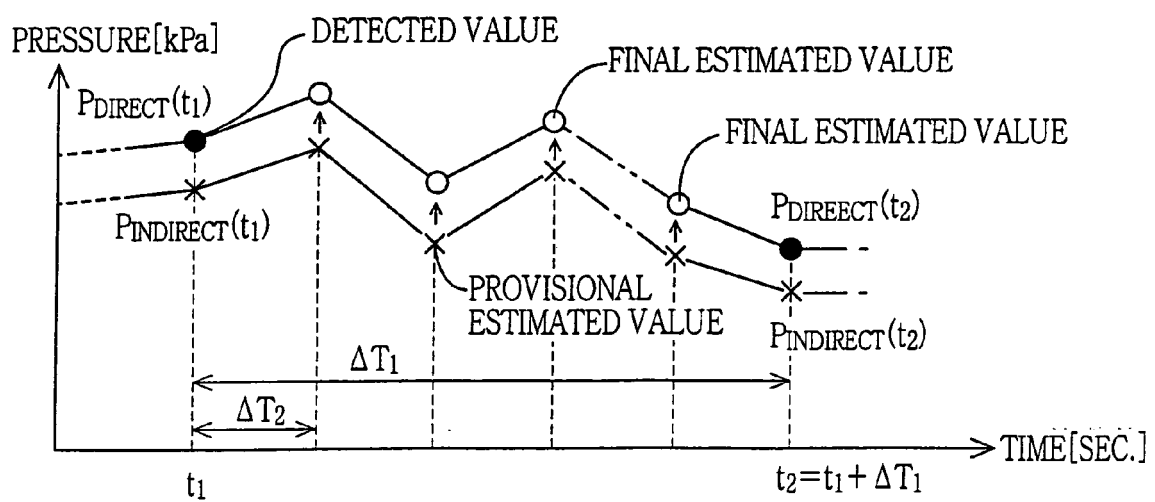 PRESSURE[kPa]
DETECTED VALUE
FINAL ESTIMATED VALUE
PDIRECT(t1)
FINAL ESTIMATED VALUE
PDIREECT(t2)
PINDIRECT(t1)
PROVISIONAL
ESTIMATED VALUE
PINDIRECT(t2)
ΔT1
ΔT2
TIME[SEC.]
t1
t2=t1+ΔT1